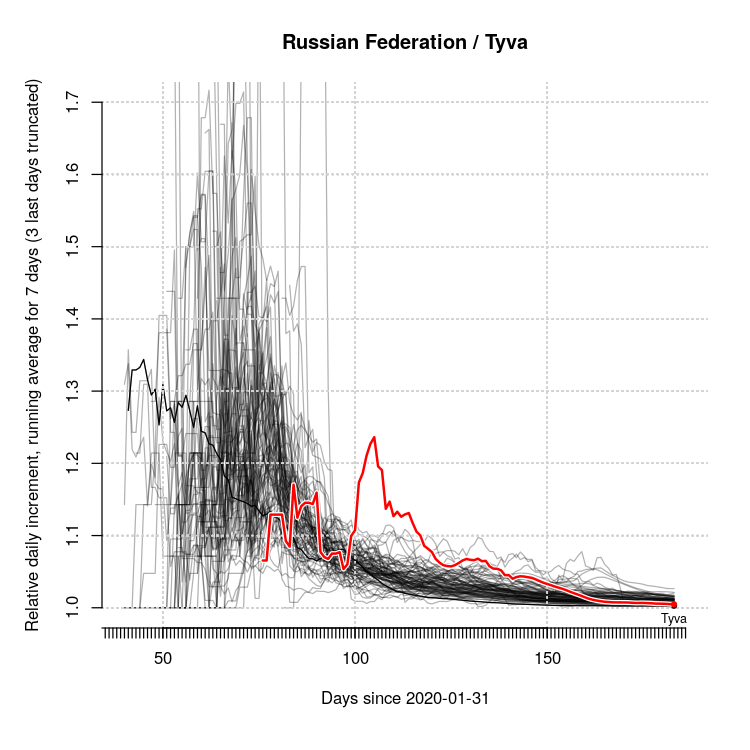 Russian Federation / Tyva
Relative daily increment, running average for 7 days (3 last days truncated)
1.7
1.6
1.5
1.4
1.3
1.2
1.1
1.0
Tyva
50 100 150
Days since 2020-01-31